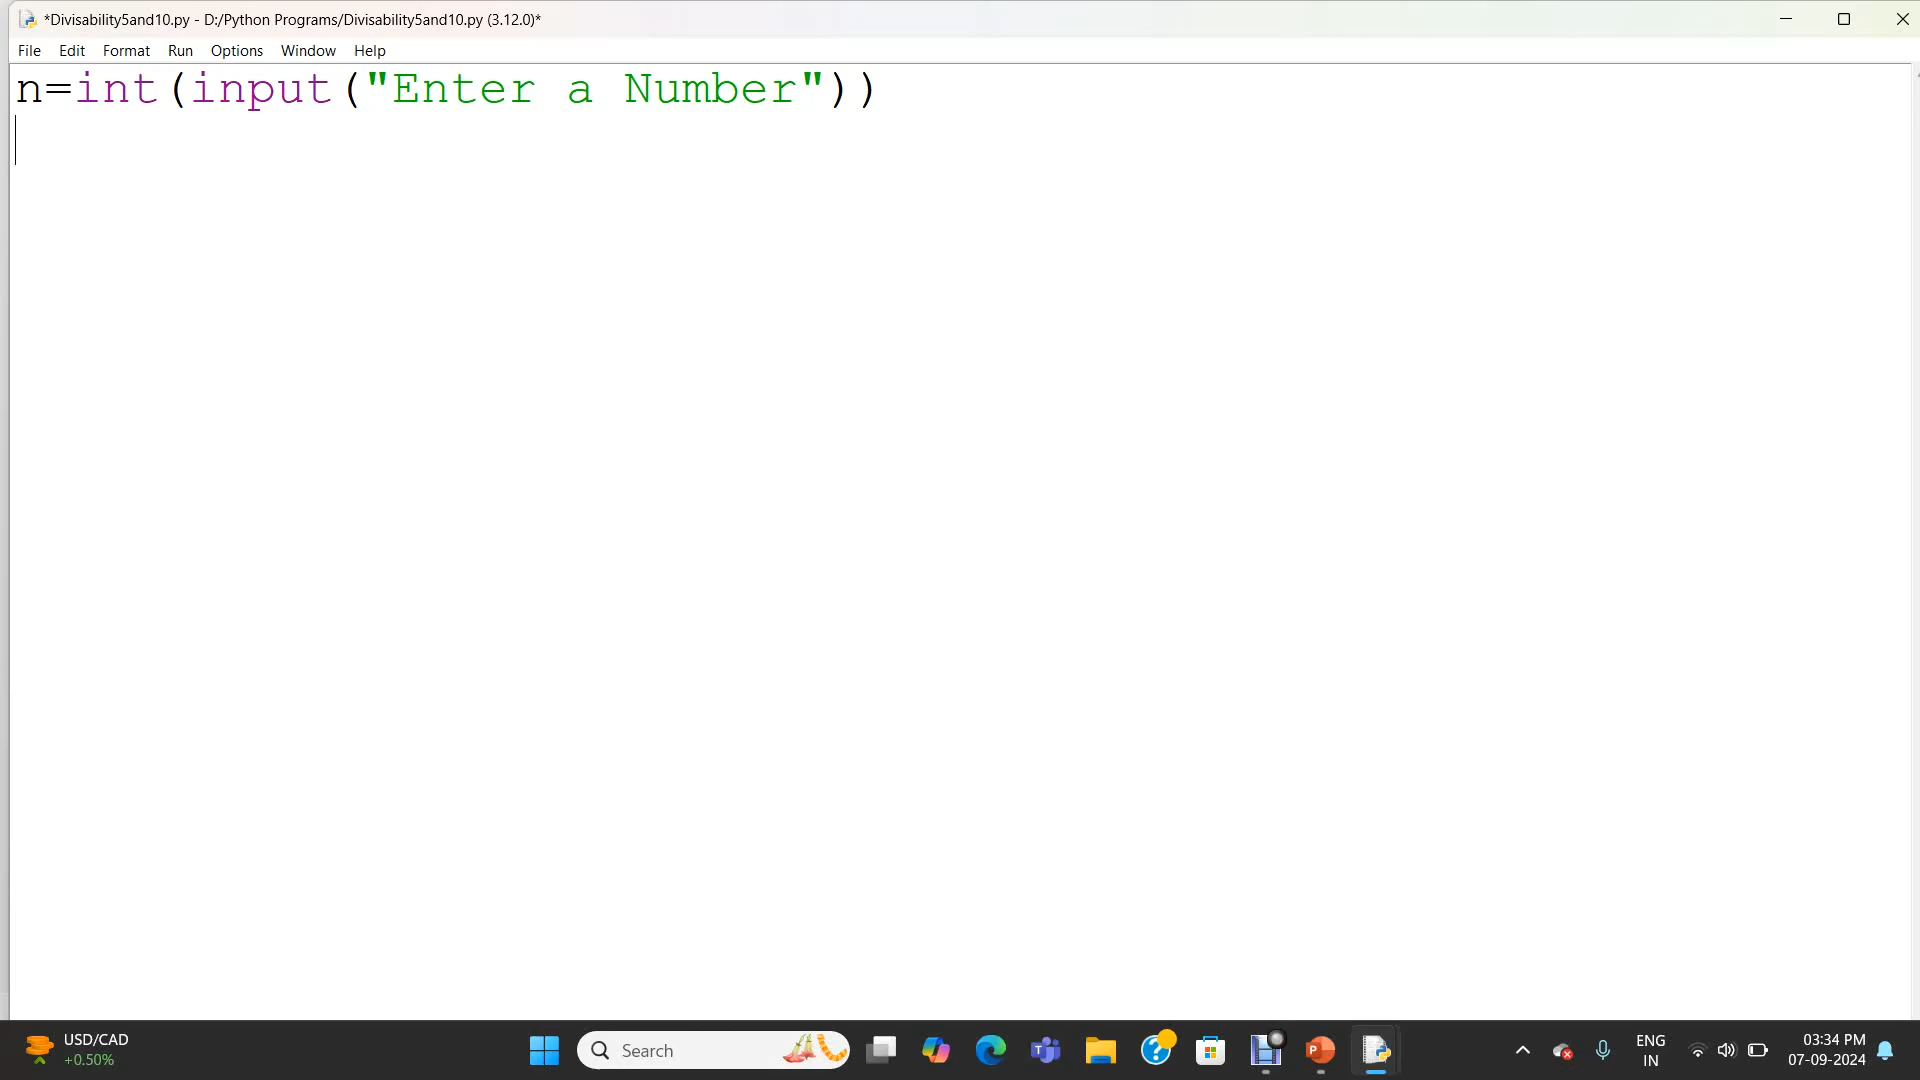 *Divisability5and10.py - D:/Python Programs/Divisability5and10.py (3.12.0)*
File Edit Format Run Options Window Help
n=int(input("Enter a Number"))
USD/CAD
+0.50%
Search
ENG
IN
03:34 PM
07-09-2024